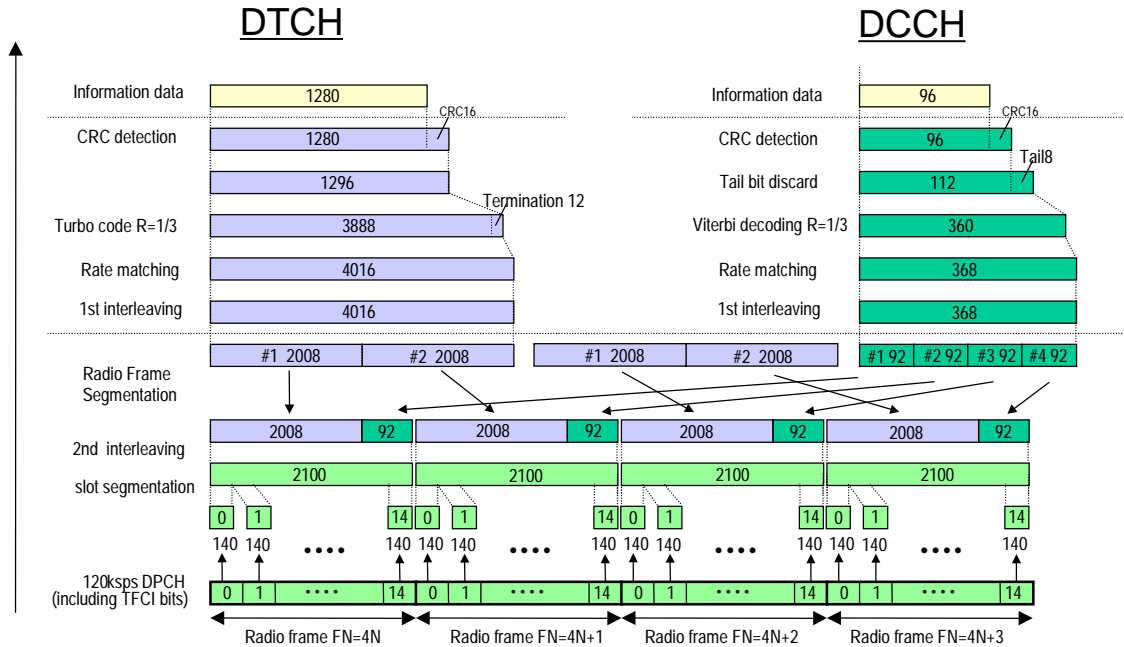 DTCH DCCH
Information data 1280 Information data 96
CRC16 CRC16
CRC detection 1280 CRC detection 96
Tail8
1296 Tail bit discard 112
Termination 12
Turbo code R=1/3 3888 Viterbi decoding R=1/3 360
Rate matching 4016 Rate matching 368
1st interleaving 4016 1st interleaving 368
#1 2008 #2 2008 #1 2008 #2 2008 #1 92 #2 92 #3 92 #4 92
Radio Frame
Segmentation
2008 92 2008 92 2008 92 2008 92
2nd interleaving
2100 2100 2100 2100
slot segmentation
0 1 14 0 1 14 0 1 14 0 1 14
140 140 •••• 140 140 140 •••• 140 140 140 •••• 140 140 140 •••• 140
120ksps DPCH
(including TFCI bits)
0 1 •••• 14 0 1 •••• 14 0 1 •••• 14 0 1 •••• 14
Radio frame FN=4N Radio frame FN=4N+1 Radio frame FN=4N+2 Radio frame FN=4N+3